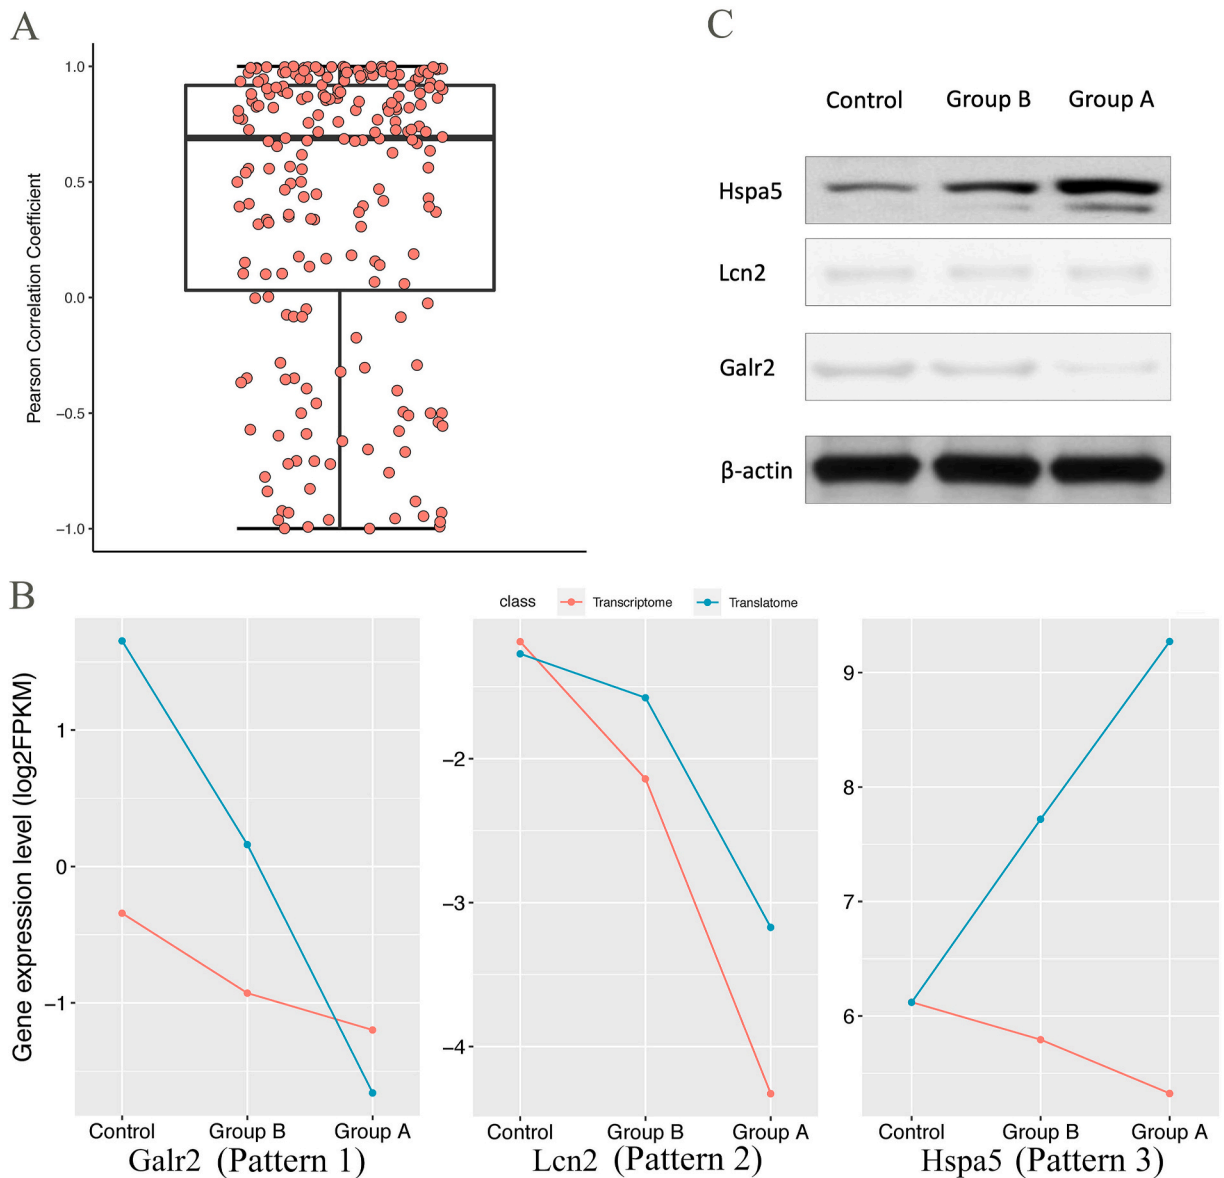 A
Pearson Correlation Coefficient
1.0
0.5
0.0
−0.5
−1.0
C
Control Group B Group A
Hspa5
Lcn2
Galr2
β-actin
B
class Transcriptome Translatome
Gene expression level (log2FPKM)
1
0
−1
Control Group B Group A
Galr2 (Pattern 1)
−2
−3
−4
Control Group B Group A
Lcn2 (Pattern 2)
9
8
7
6
Control Group B Group A
Hspa5 (Pattern 3)